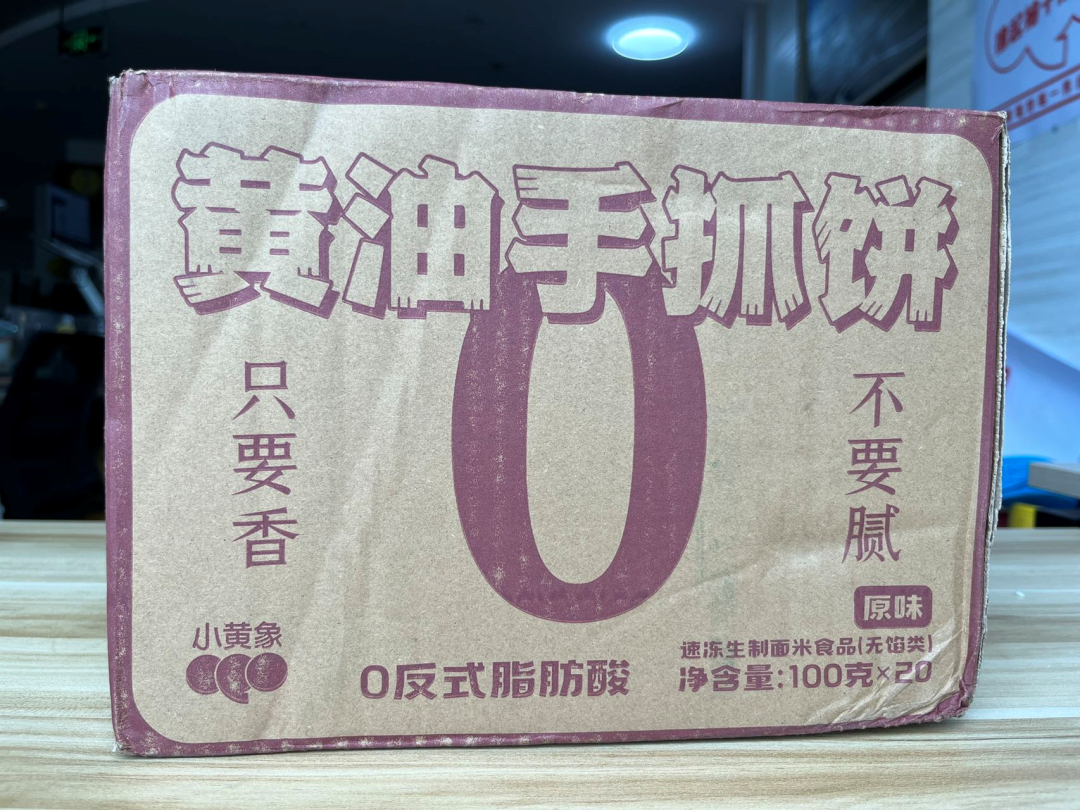 黄油手抓饼
0
只要香
不要腻
原味
小黄象
0反式脂肪酸
速冻生制面米食品(无馅类)
净含量:100克×20